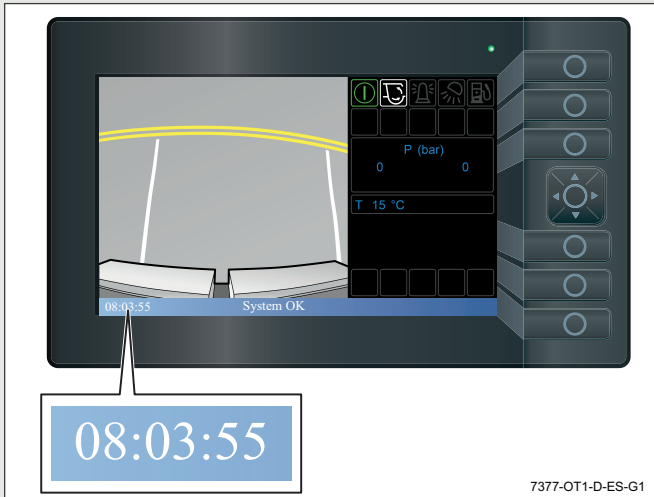 P (bar)
0 0
T 15 °C
08:03:55 System OK
08:03:55
7377-OT1-D-ES-G1